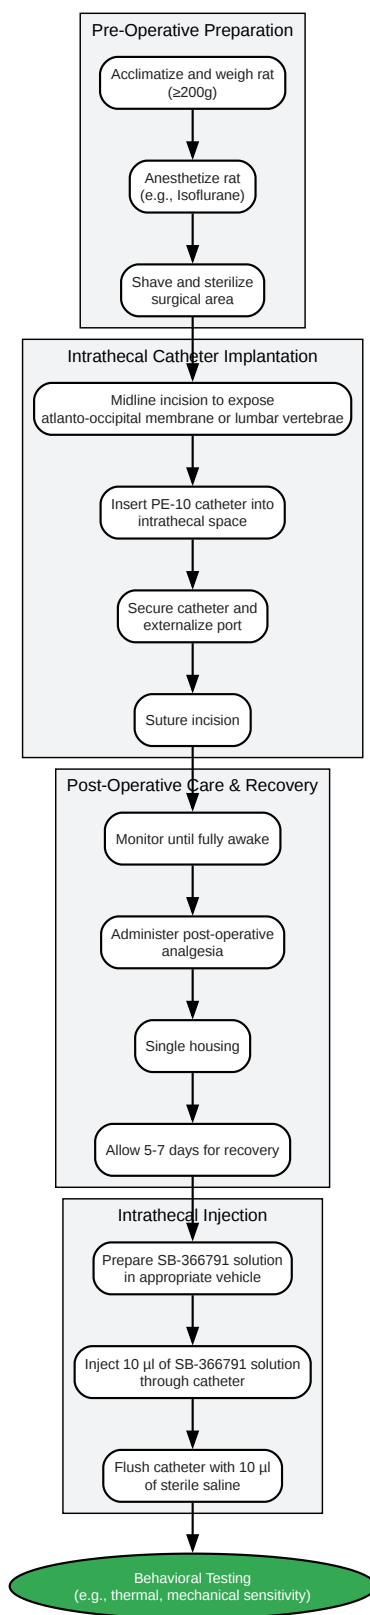 Pre-Operative Preparation
Acclimatize and weigh rat
(≥200g)
Anesthetize rat
(e.g., Isoflurane)
Shave and sterilize
surgical area
Intrathecal Catheter Implantation
Midline incision to expose
atlanto-occipital membrane or lumbar vertebrae
Insert PE-10 catheter into
intrathecal space
Secure catheter and
externalize port
Suture incision
Post-Operative Care & Recovery
Monitor until fully awake
Administer post-operative
analgesia
Single housing
Allow 5-7 days for recovery
Intrathecal Injection
Prepare SB-366791 solution
in appropriate vehicle
Inject 10 µl of SB-366791 solution
through catheter
Flush catheter with 10 µl
of sterile saline
Behavioral Testing
(e.g., thermal, mechanical sensitivity)